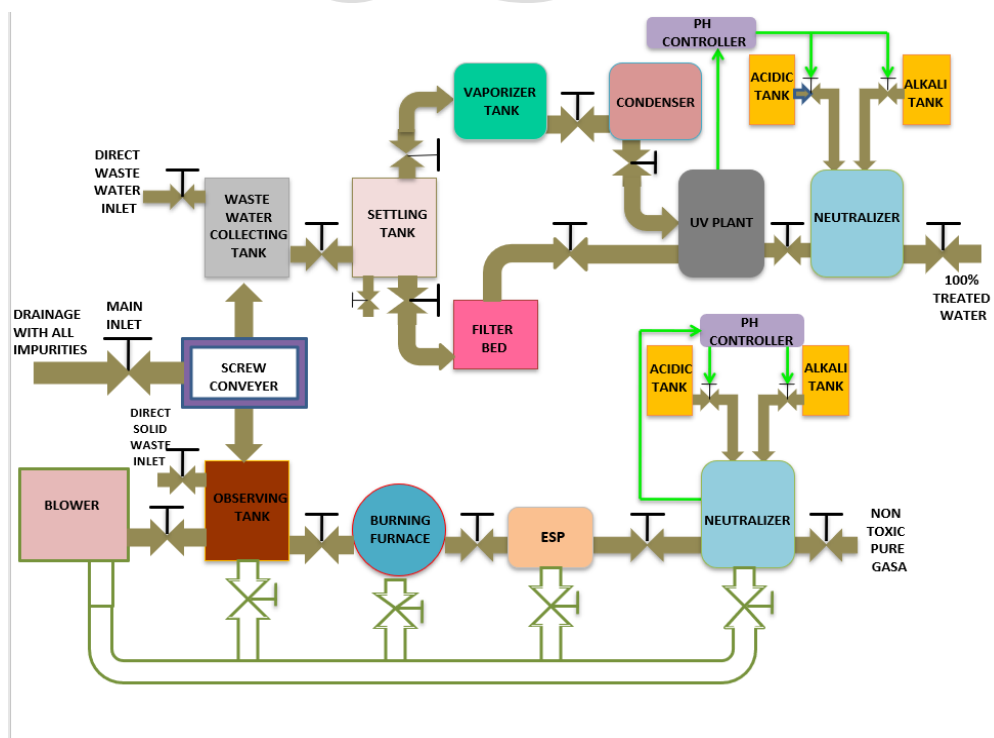 PH
CONTROLLER
ACIDIC
TANK
ALKALI
TANK
VAPORIZER
TANK
CONDENSER
DIRECT
WASTE
WATER
INLET
WASTE
WATER
COLLECTING
TANK
SETTLING
TANK
UV PLANT
NEUTRALIZER
100%
TREATED
WATER
DRAINAGE
WITH ALL
IMPURITIES
MAIN
INLET
FILTER
BED
SCREW
CONVEYER
PH
CONTROLLER
ACIDIC
TANK
ALKALI
TANK
DIRECT
SOLID
WASTE
INLET
BLOWER
OBSERVING
TANK
BURNING
FURNACE
ESP
NEUTRALIZER
NON
TOXIC
PURE
GASA